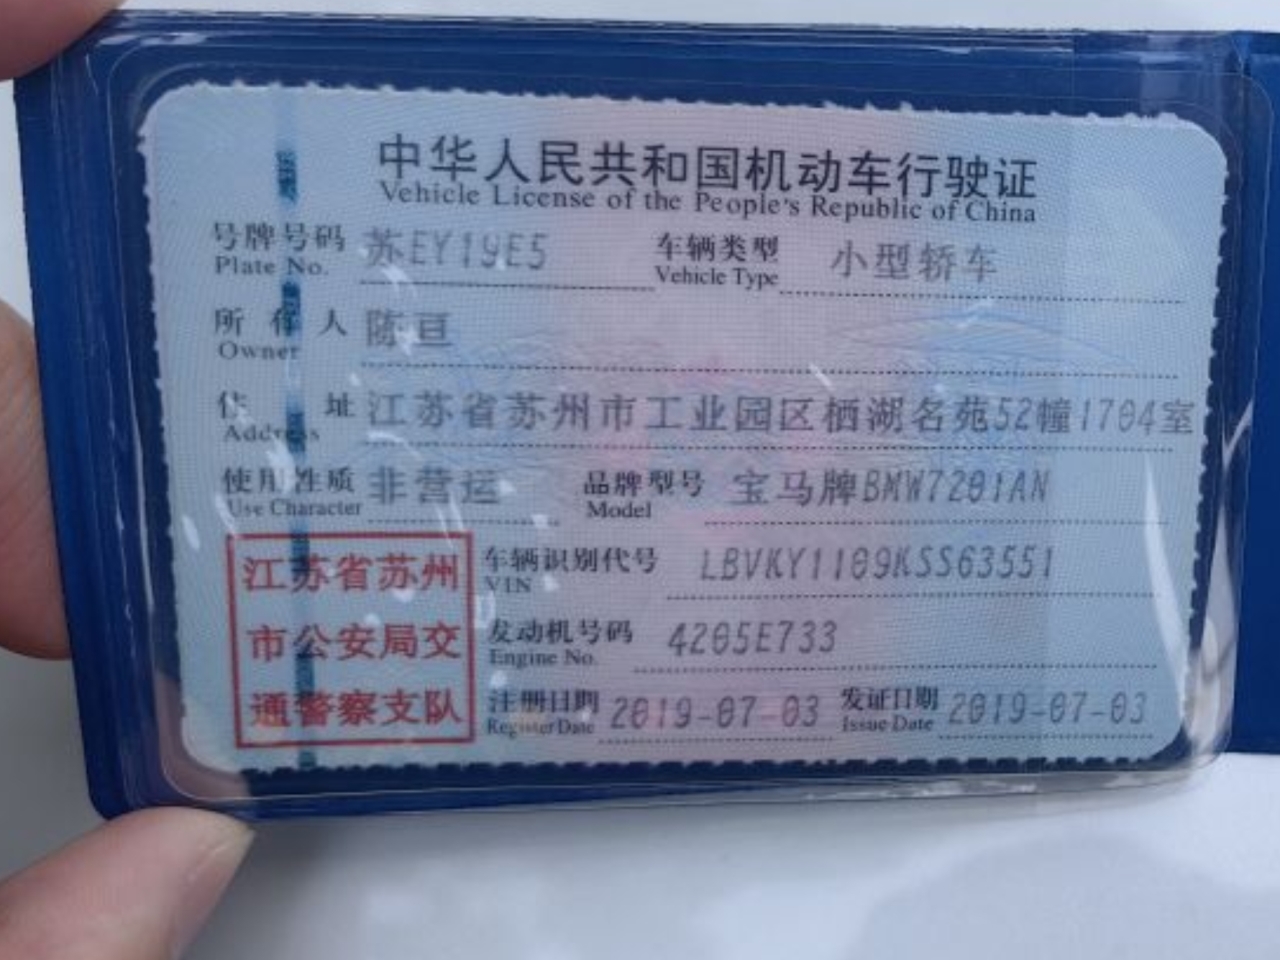 中华人民共和国机动车行驶证
Vehicle License of the People's Republic of China
号牌号码 苏EY19E5 车辆类型 小型轿车
Plate No. Vehicle Type
所有人 陈亘
Owner
住址 江苏省苏州市工业园区栖湖名苑52幢1704室
Address
使用性质 非营运 品牌型号 宝马牌BMW7201AN
Use Character Model
江苏省苏州
市公安局交
通警察支队
车辆识别代号 LBVKY1109KSS63551
VIN
发动机号码 4205E733
Engine No.
注册日期 2019-07-03 发证日期 2019-07-03
Register Date Issue Date